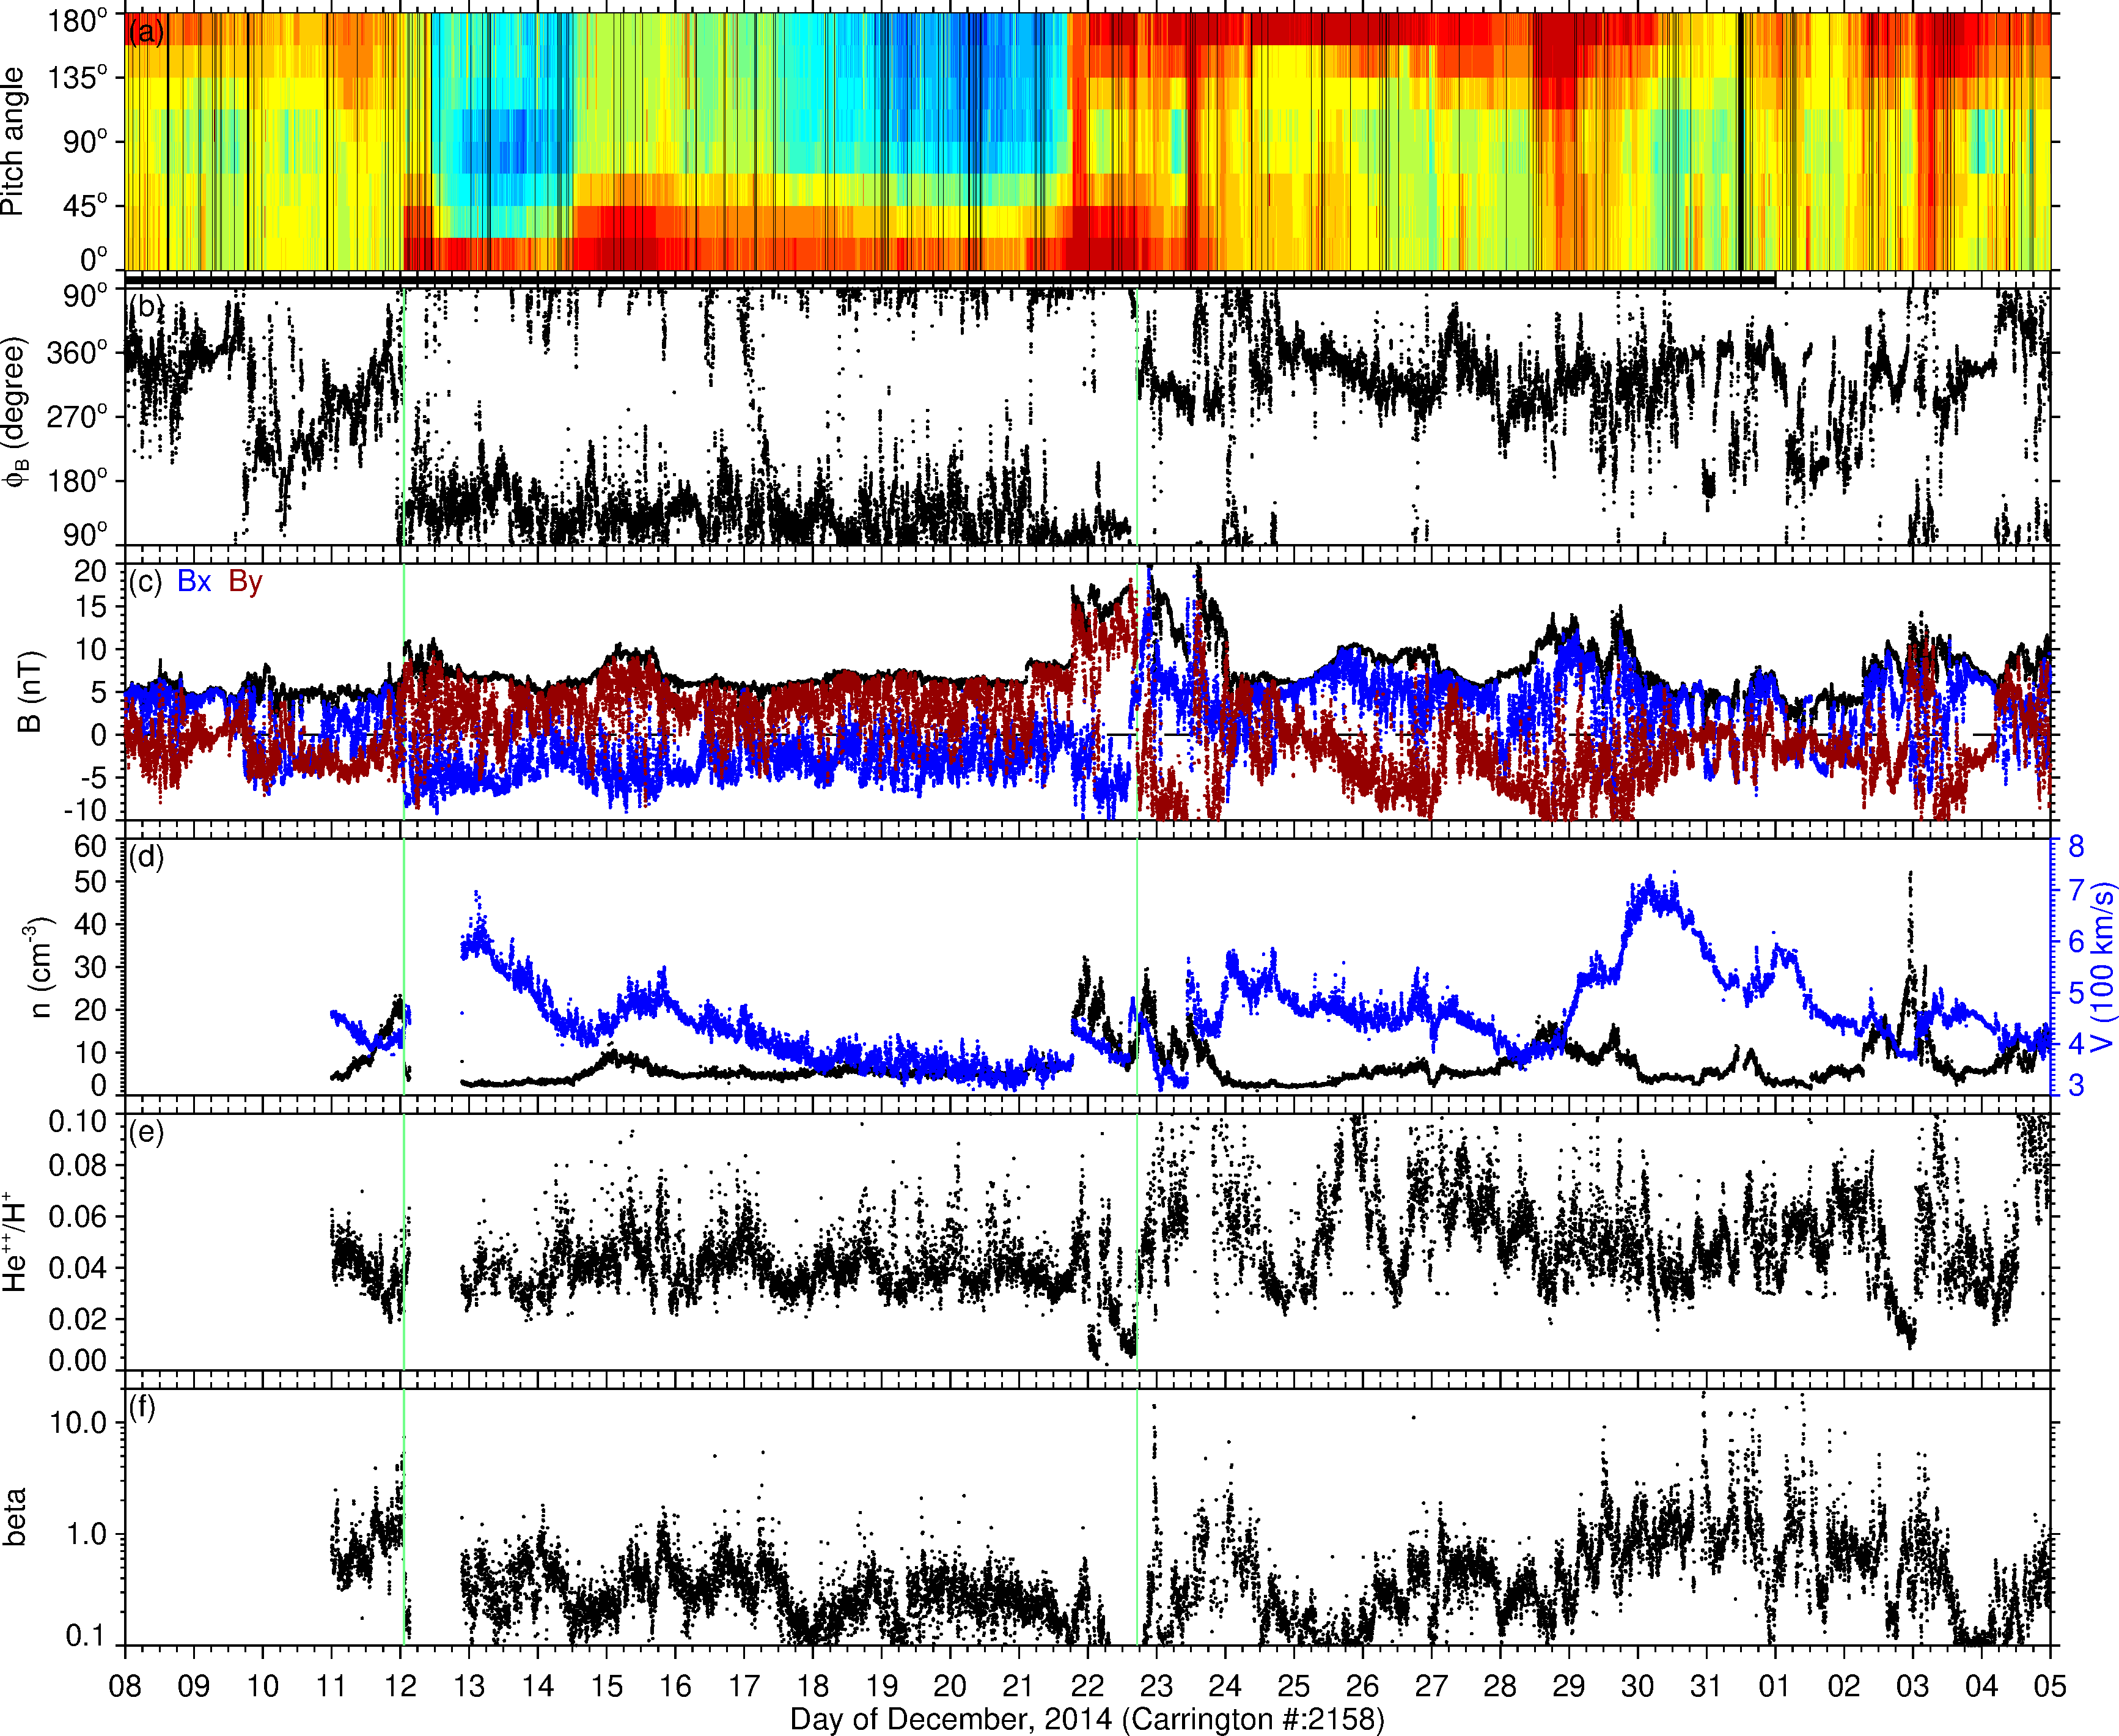 (a)
180°
135°
90°
45°
0°
Pitch angle
(b)
90°
360°
270°
180°
90°
ϕB (degree)
(c) Bx By
20
15
10
5
0
-5
-10
B (nT)
(d)
60
50
40
30
20
10
0
n (cm-3)
8
7
6
5
4
3
V (100 km/s)
(e)
0.10
0.08
0.06
0.04
0.02
0.00
He++/H+
(f)
10.0
1.0
0.1
beta
08 09 10 11 12 13 14 15 16 17 18 19 20 21 22 23 24 25 26 27 28 29 30 31 01 02 03 04 05
Day of December, 2014 (Carrington #:2158)